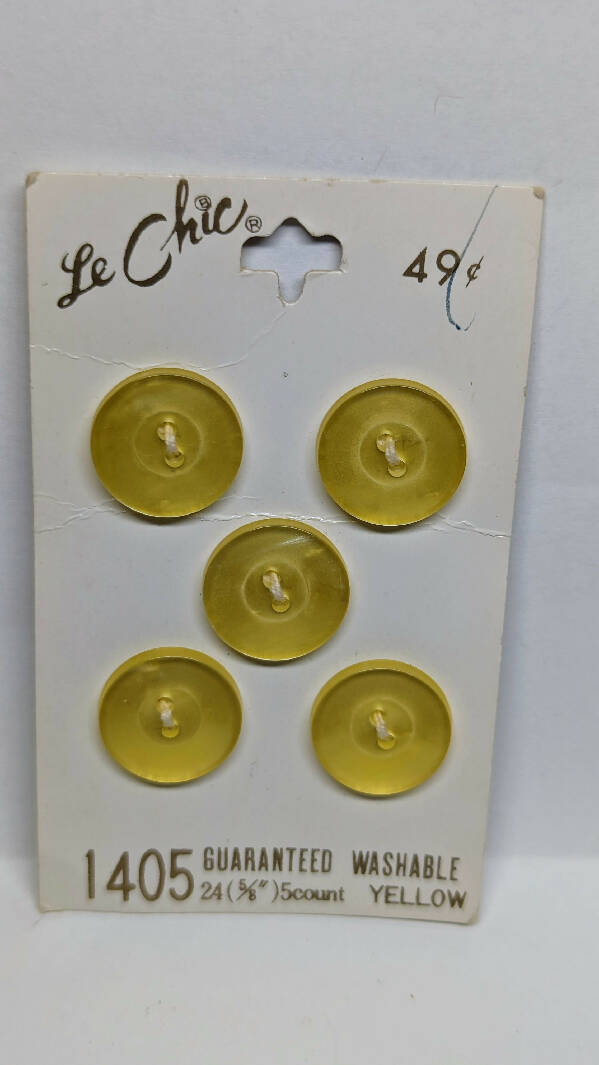 Le Chic®
49¢
1405 GUARANTEED WASHABLE
24(5/8")5count YELLOW